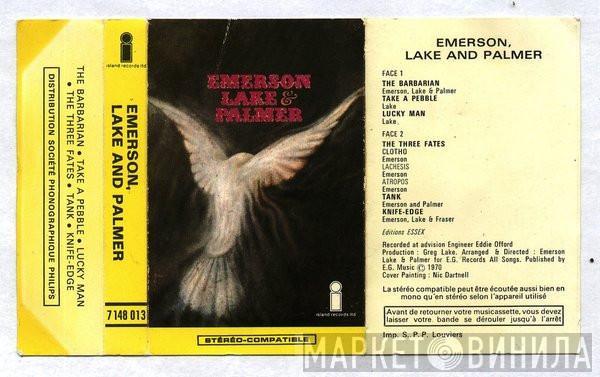 island records ltd
THE BARBARIAN • TAKE A PEBBLE • LUCKY MAN
• THE THREE FATES • TANK • KNIFE-EDGE
DISTRIBUTION SOCIÉTÉ PHONOGRAPHIQUE PHILIPS
island records ltd
EMERSON,
LAKE AND PALMER
7 148 013
EMERSON
LAKE &
PALMER
island records ltd
STÉRÉO-COMPATIBLE
EMERSON,
LAKE AND PALMER
FACE 1
THE BARBARIAN
Emerson, Lake & Palmer
TAKE A PEBBLE
Lake
LUCKY MAN
Lake
FACE 2
THE THREE FATES
CLOTHO
Emerson
LACHESIS
Emerson
ATROPOS
Emerson
TANK
Emerson and Palmer
KNIFE-EDGE
Emerson, Lake & Fraser
Editions ESSEX
Recorded at advision Engineer Eddie Offord
Production : Greg Lake. Arranged & Directed : Emerson
Lake & Palmer for E.G. Records All Songs. Published by
E.G. Music © 1970
Cover Painting : Nic Dartnell
La stéréo compatible peut être écoutée aussi bien en
mono qu'en stéréo selon l'appareil utilisé
Avant de retourner votre musicassette, vous devez
laisser votre bande se dérouler jusqu'à l'arrêt
Imp. S. P. P. Louviers
МАРКЕТ ВИНИЛА